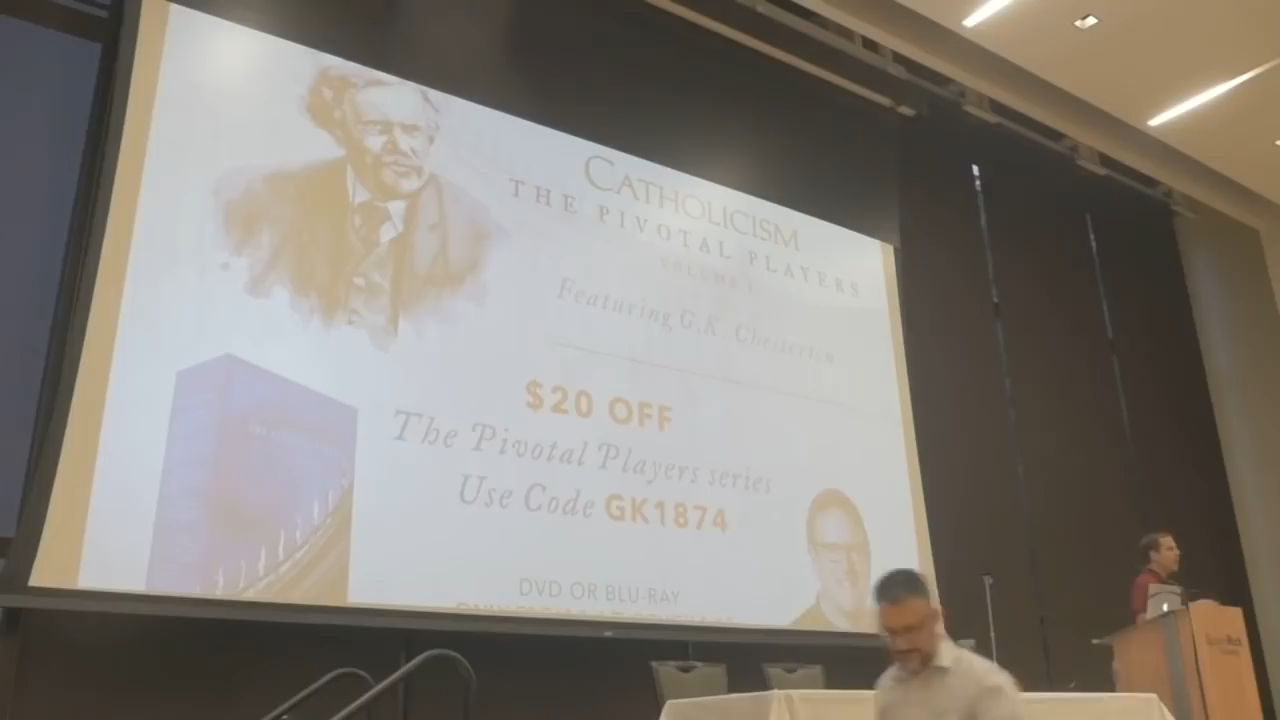 CATHOLICISM
THE PIVOTAL PLAYERS
VOLUME I
Featuring G.K. Chesterton
$20 OFF
The Pivotal Players series
Use Code GK1874
DVD OR BLU-RAY